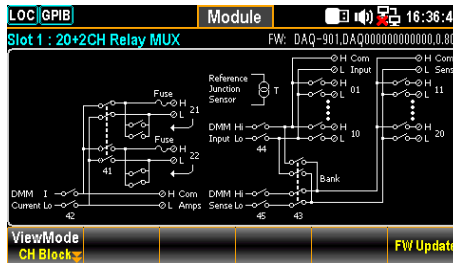 LOC GPIB Module 16:36:4
Slot 1 : 20+2CH Relay MUX FW: DAQ-901,DAQ000000000000,0.80
H Com H Com
L Input L Sens
Reference
Junction
Sensor
T
H 01 H 11
L L
Fuse
H 21
L
DMM Hi H 10 H 20
Input Lo L L
44
Fuse
H 22
L
41
Bank
DMM I H Com DMM Hi
Current Lo L Amps Sense Lo
42 45 43
ViewMode
CH Block FW Update